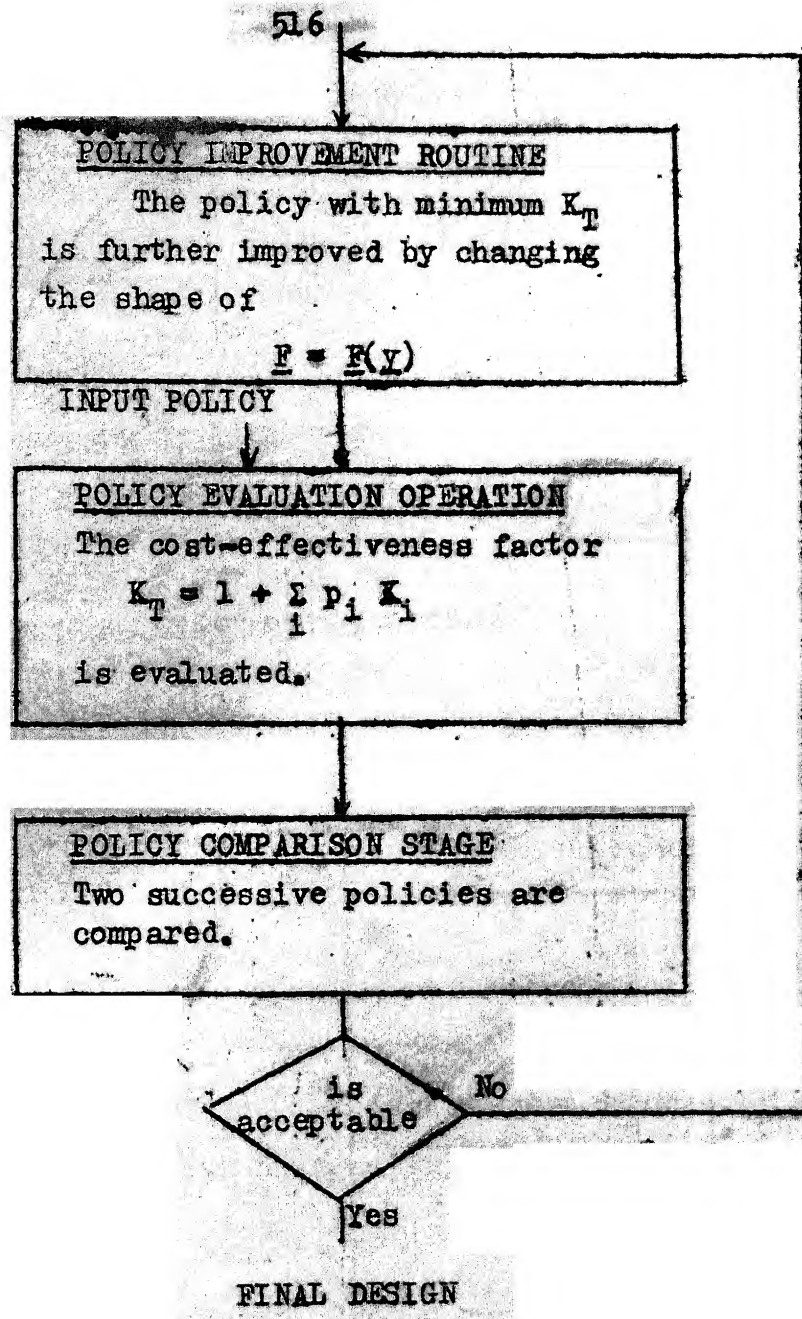 516
POLICY IMPROVEMENT ROUTINE
The policy with minimum K_T
is further improved by changing
the shape of
F = F(y)
INPUT POLICY
POLICY EVALUATION OPERATION
The cost-effectiveness factor
K_T = 1 + Σ_i p_i K_i
is evaluated.
POLICY COMPARISON STAGE
Two successive policies are
compared.
is
acceptable
No
Yes
FINAL DESIGN